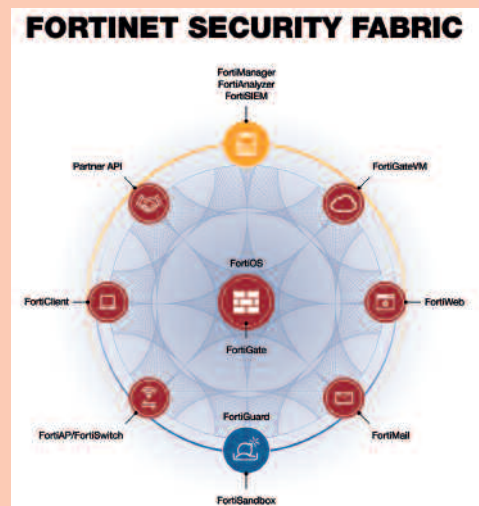 FORTINET SECURITY FABRIC
FortiManager
FortiAnalyzer
FortiSIEM
Partner API
FortiGateVM
FortiOS
FortiClient
FortiWeb
FortiGate
FortiAP/FortiSwitch
FortiGuard
FortiMail
FortiSandbox